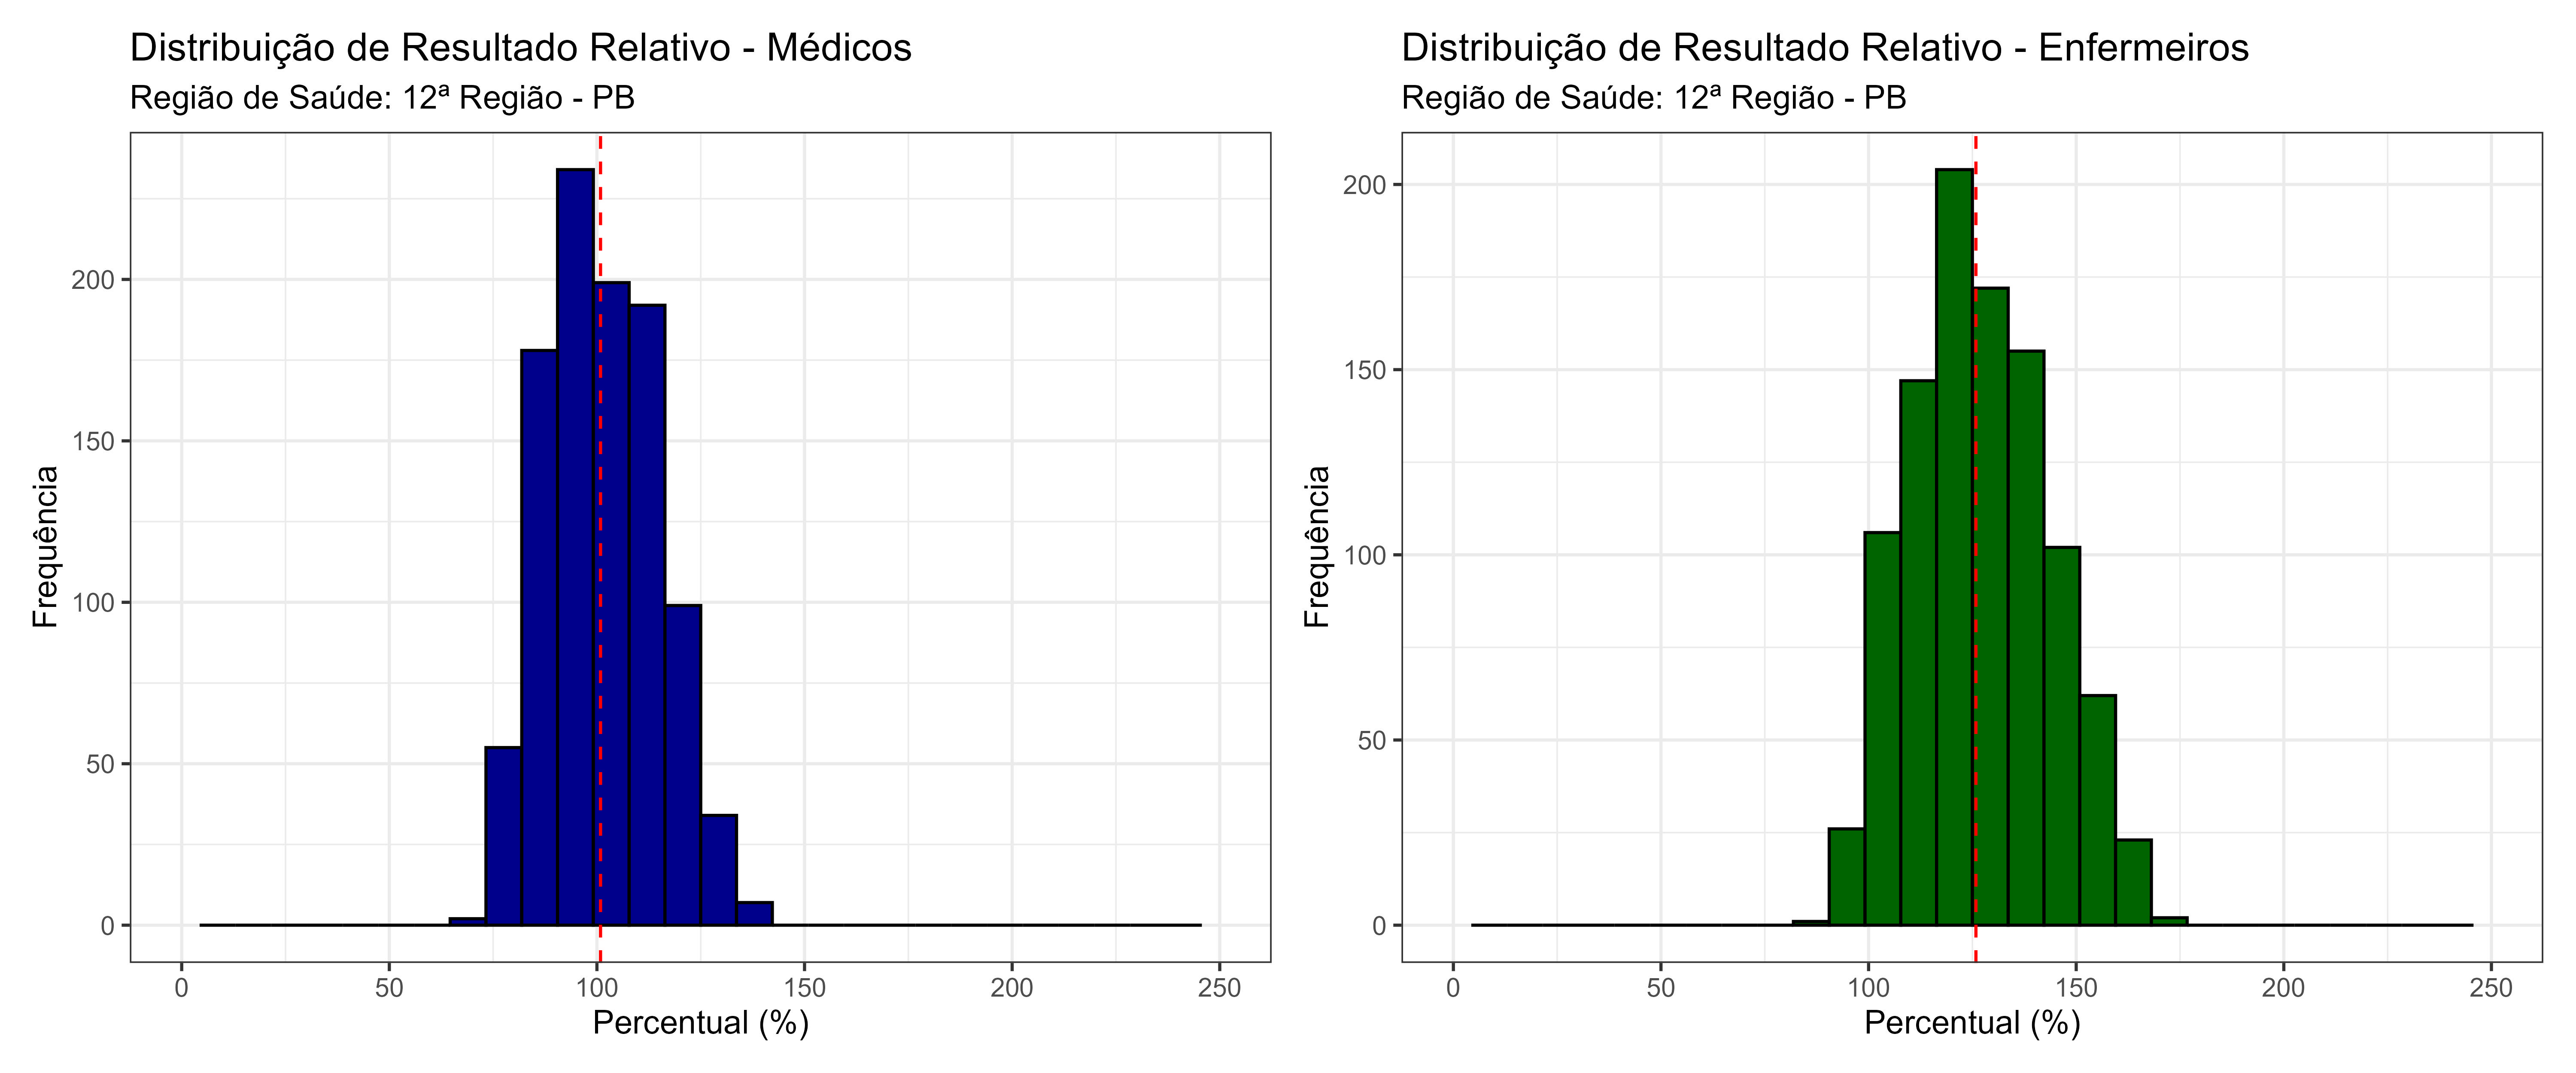 Distribuição de Resultado Relativo - Médicos
Região de Saúde: 12ª Região - PB
Frequência
200
150
100
50
0
0 50 100 150 200 250
Percentual (%)
Distribuição de Resultado Relativo - Enfermeiros
Região de Saúde: 12ª Região - PB
Frequência
200
150
100
50
0
0 50 100 150 200 250
Percentual (%)